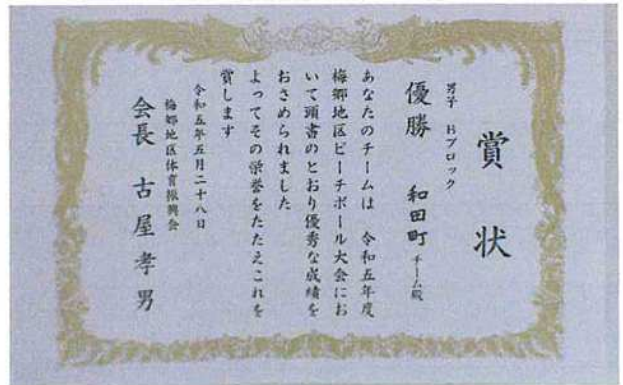 賞状
男子 Bブロック
優勝 和田町チーム殿
あなたのチームは 令和五年度
梅郷地区ビーチボール大会にお
いて頭書のとおり優秀な成績を
おさめられました
よってその栄誉をたたえこれを
賞します
令和五年五月二十八日
梅郷地区体育振興会
会長 古屋孝男